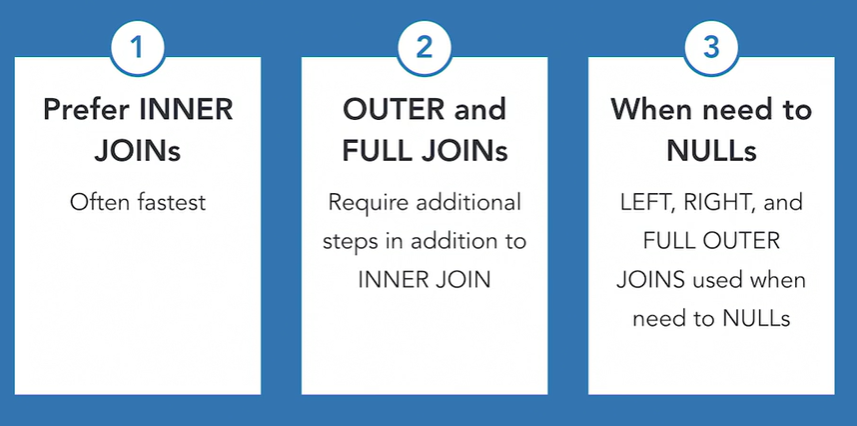 1
Prefer INNER
JOINs
Often fastest
2
OUTER and
FULL JOINs
Require additional
steps in addition to
INNER JOIN
3
When need to
NULLs
LEFT, RIGHT, and
FULL OUTER
JOINS used when
need to NULLs